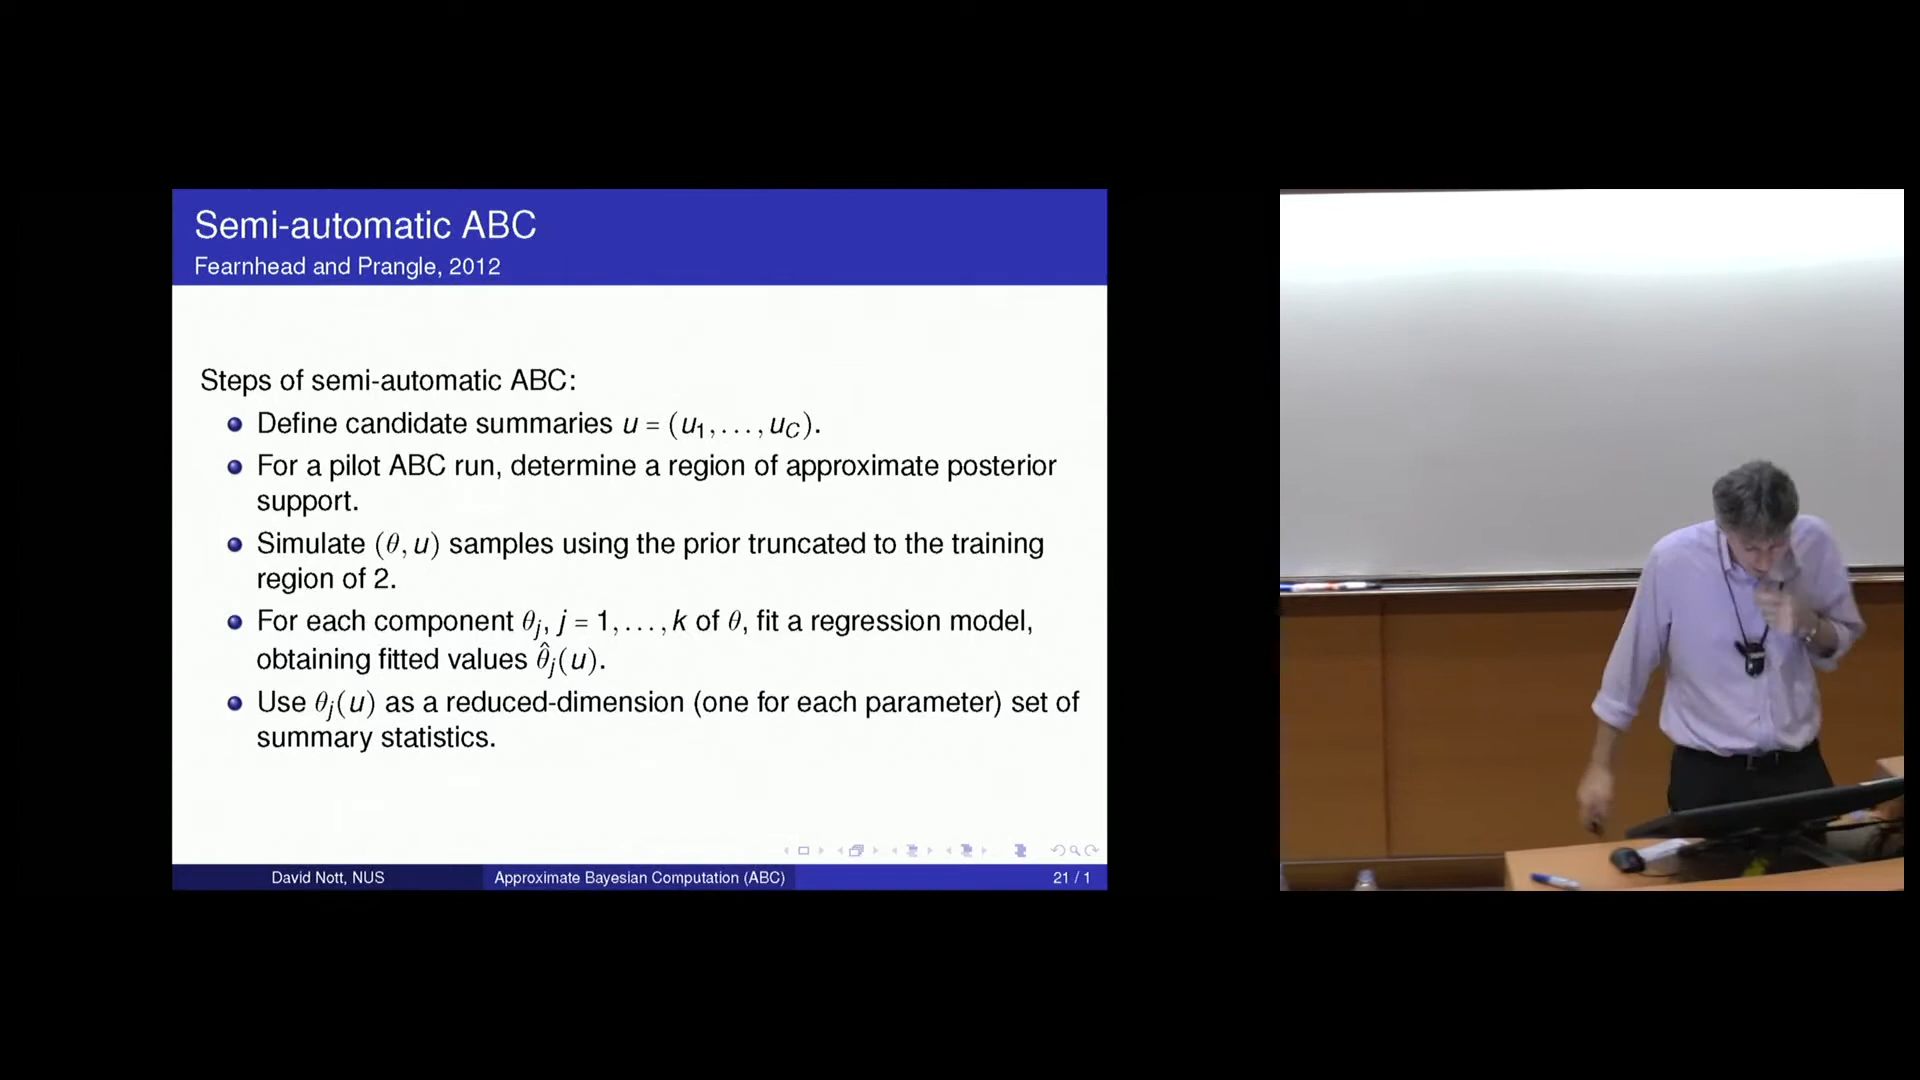 Semi-automatic ABC
Fearnhead and Prangle, 2012
Steps of semi-automatic ABC:
Define candidate summaries u = (u₁, . . . , u_C).
For a pilot ABC run, determine a region of approximate posterior
support.
Simulate (θ, u) samples using the prior truncated to the training
region of 2.
For each component θⱼ, j = 1, . . . , k of θ, fit a regression model,
obtaining fitted values θ̂ⱼ(u).
Use θⱼ(u) as a reduced-dimension (one for each parameter) set of
summary statistics.
David Nott, NUS
Approximate Bayesian Computation (ABC)
21 / 1